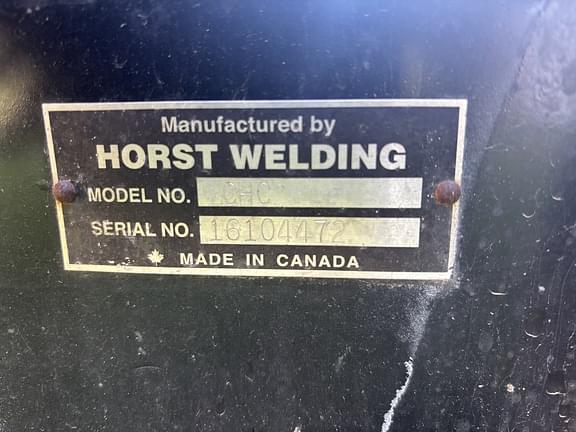 Manufactured by
HORST WELDING
MODEL NO. CHC
SERIAL NO. 16104472
MADE IN CANADA